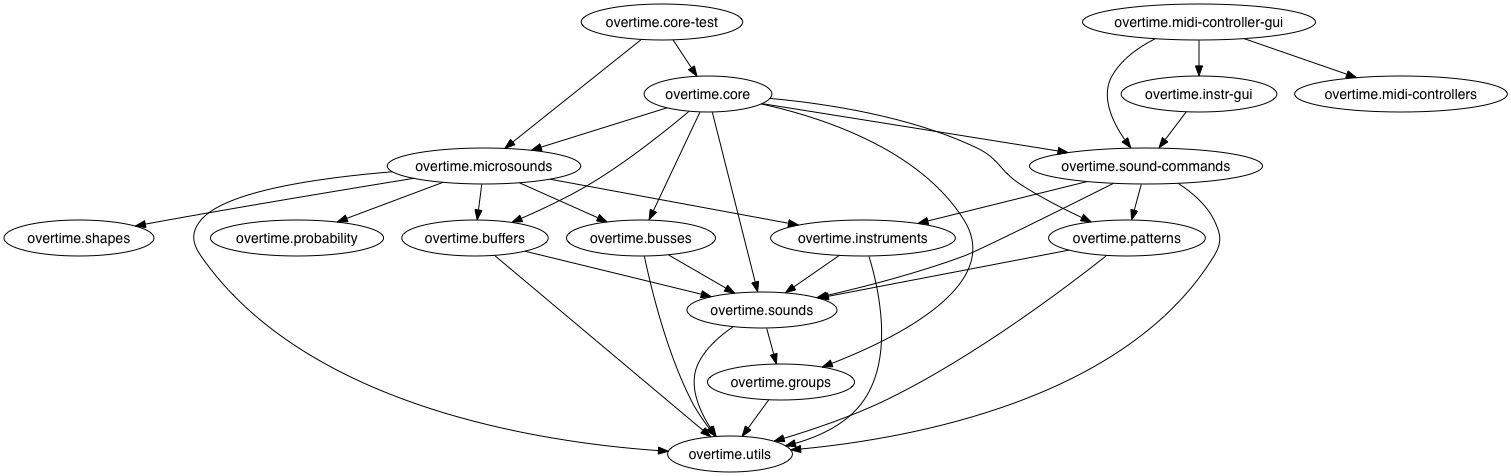 overtime.core-test
overtime.midi-controller-gui
overtime.core
overtime.instr-gui
overtime.midi-controllers
overtime.microsounds
overtime.sound-commands
overtime.shapes
overtime.probability
overtime.buffers
overtime.busses
overtime.instruments
overtime.patterns
overtime.sounds
overtime.groups
overtime.utils